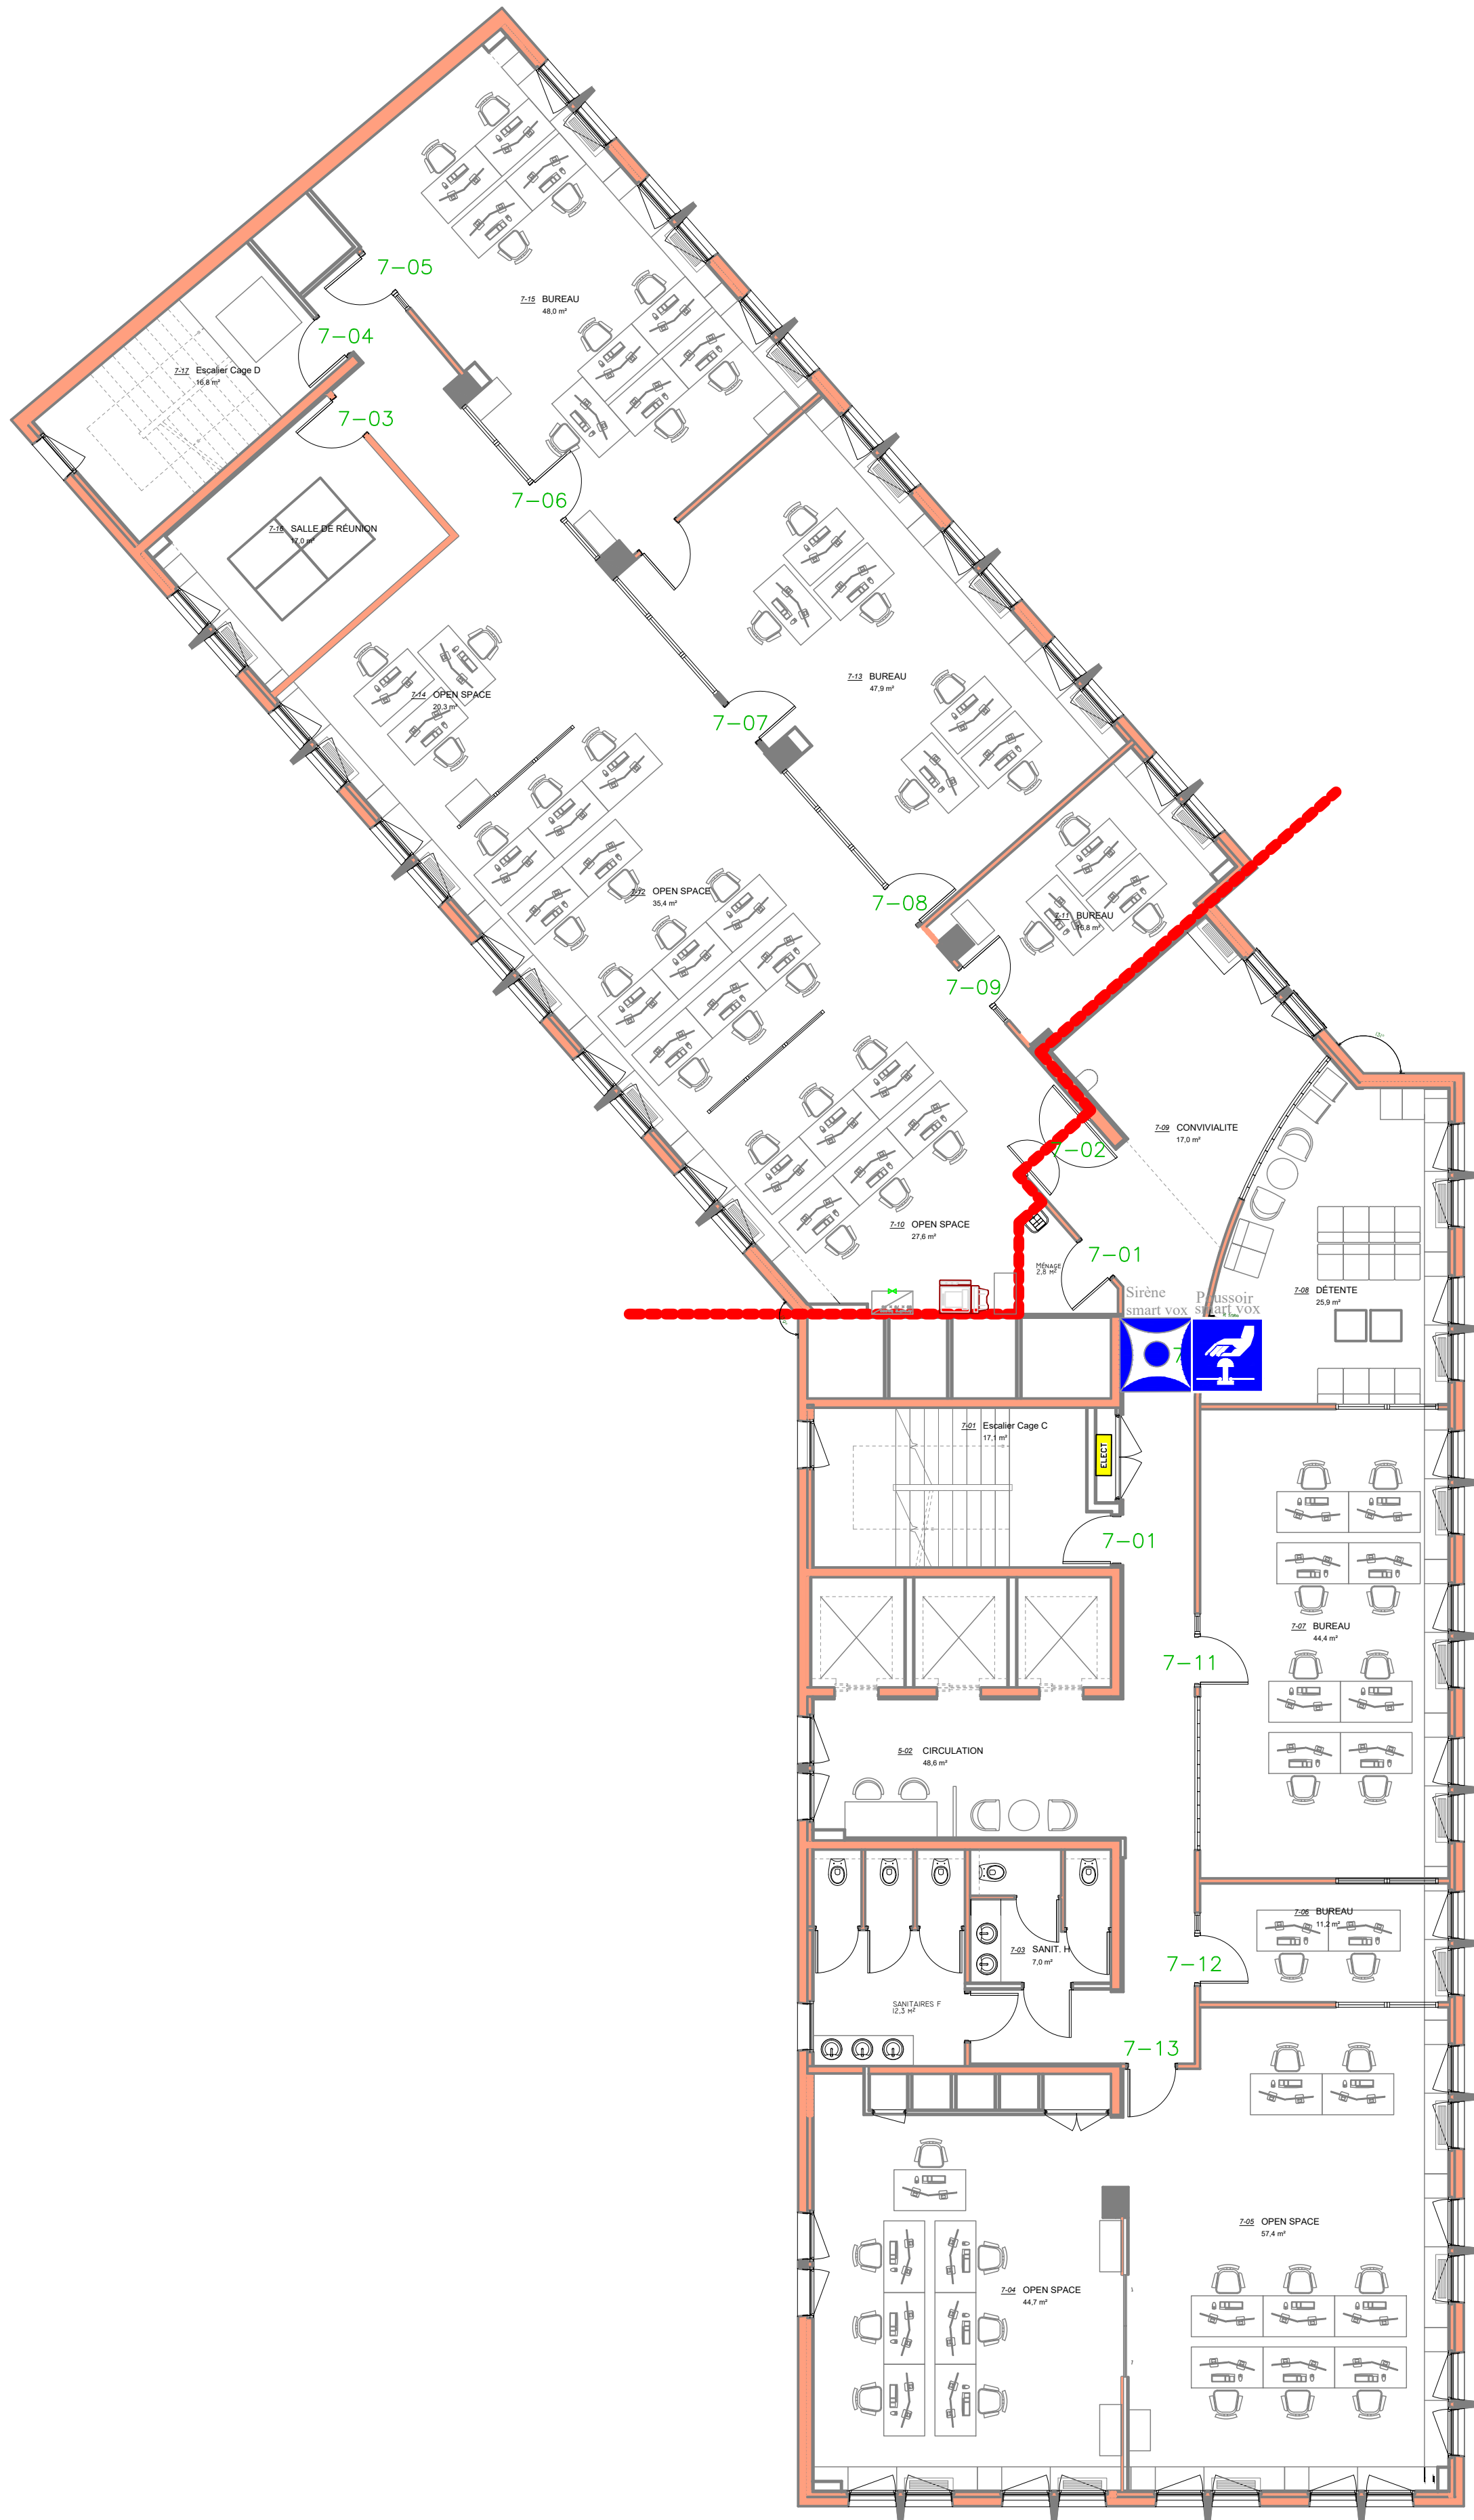 7-05
7-15 BUREAU
48,0 m²
7-04
7-17 Escalier Cage D
16,8 m²
7-03
7-06
7-16 SALLE DE RÉUNION
17,0 m²
7-13 BUREAU
47,9 m²
7-14 OPEN SPACE
20,3 m²
7-07
7-12 OPEN SPACE
35,4 m²
7-08
7-11 BUREAU
16,8 m²
7-09
7-09 CONVIVIALITE
17,0 m²
7-02
7-10 OPEN SPACE
27,6 m²
7-01
MÉNAGE
2,8 M²
Sirène
smart vox
Poussoir
smart vox
7-08 DÉTENTE
25,9 m²
7-01 Escalier Cage C
17,1 m²
ELECT
7-01
7-07 BUREAU
44,4 m²
7-11
5-02 CIRCULATION
48,6 m²
7-06 BUREAU
11,2 m²
7-03 SANIT. H
7,0 m²
7-12
SANITAIRES F
12,3 M²
7-13
7-05 OPEN SPACE
57,4 m²
7-04 OPEN SPACE
44,7 m²